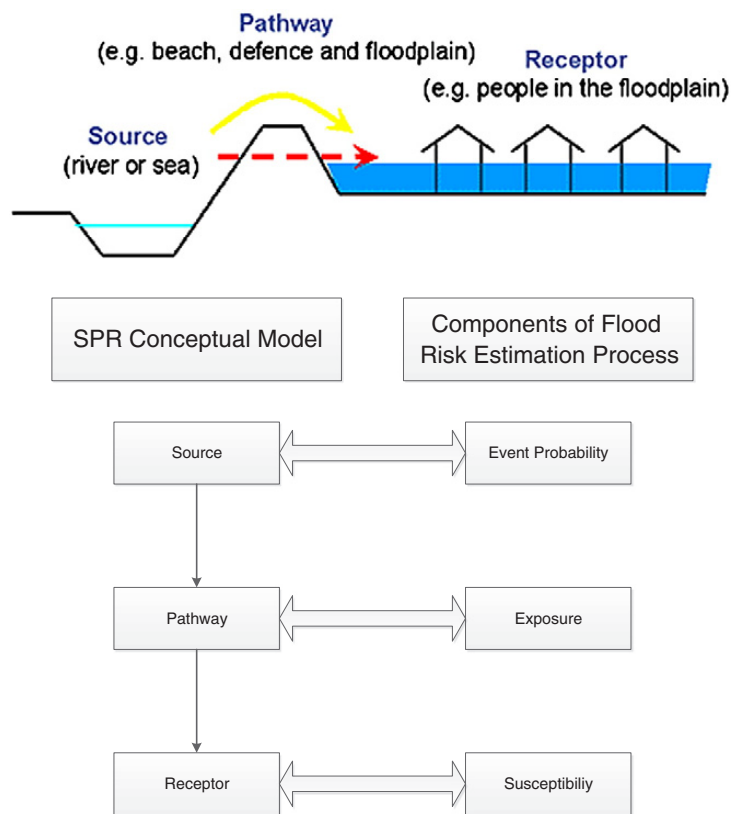 Pathway
(e.g. beach, defence and floodplain)
Receptor
(e.g. people in the floodplain)
Source
(river or sea)
SPR Conceptual Model
Components of Flood
Risk Estimation Process
Source
Event Probability
Pathway
Exposure
Receptor
Susceptibiliy